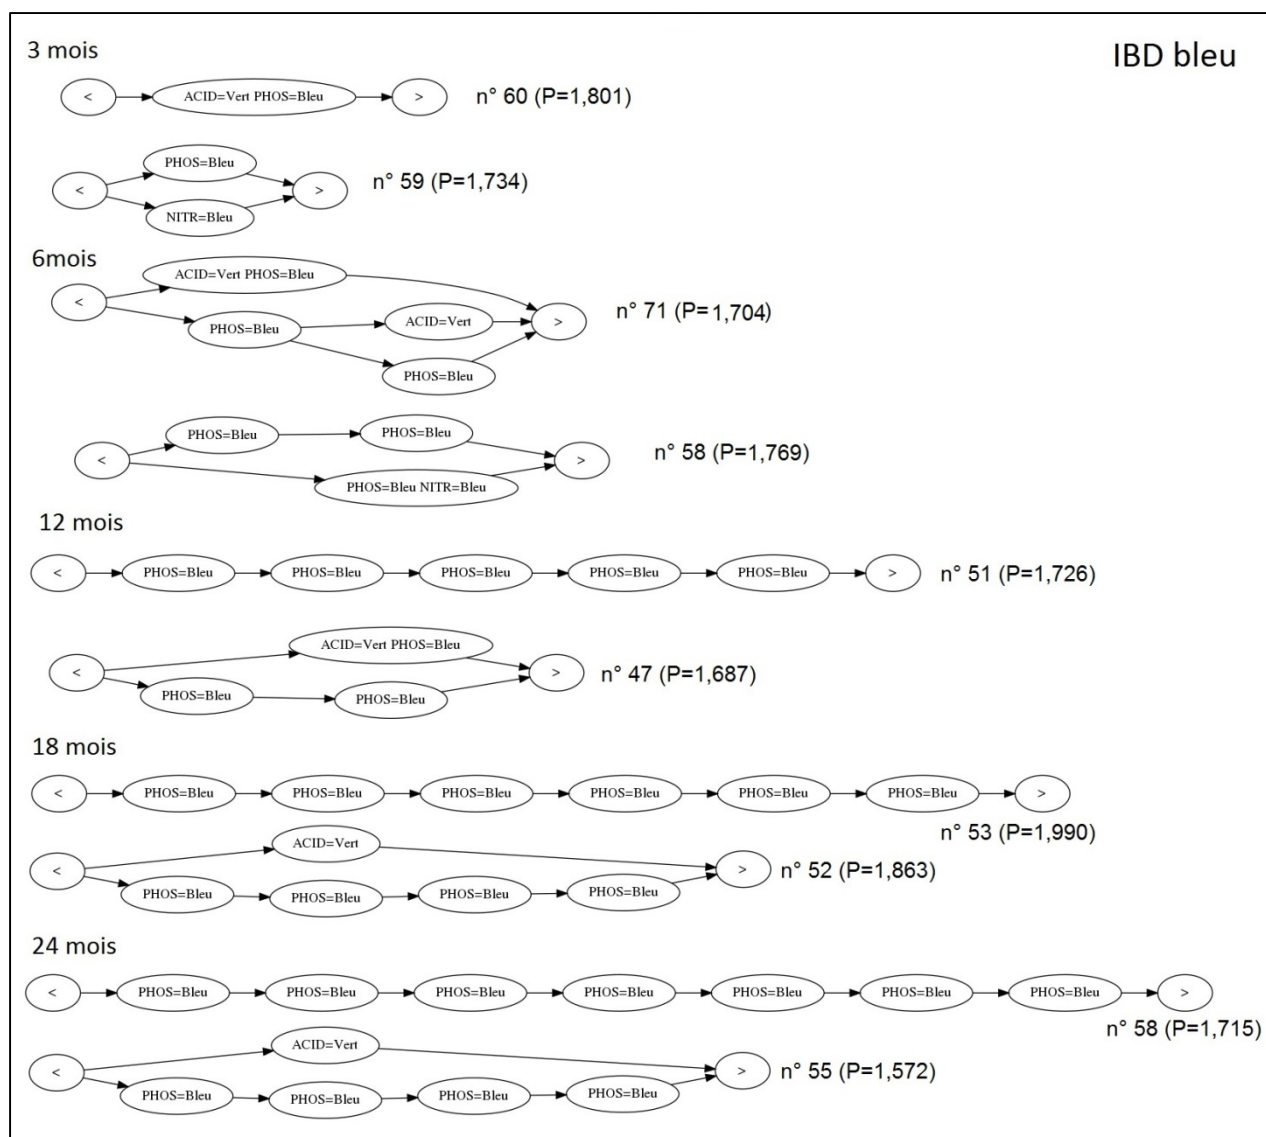 3 mois
IBD bleu
< ACID=Vert PHOS=Bleu > n° 60 (P=1,801)
PHOS=Bleu
< > n° 59 (P=1,734)
NITR=Bleu
6mois
ACID=Vert PHOS=Bleu
<
PHOS=Bleu ACID=Vert > n° 71 (P=1,704)
PHOS=Bleu
PHOS=Bleu PHOS=Bleu
< > n° 58 (P=1,769)
PHOS=Bleu NITR=Bleu
12 mois
< PHOS=Bleu PHOS=Bleu PHOS=Bleu PHOS=Bleu PHOS=Bleu > n° 51 (P=1,726)
ACID=Vert PHOS=Bleu
< > n° 47 (P=1,687)
PHOS=Bleu PHOS=Bleu
18 mois
< PHOS=Bleu PHOS=Bleu PHOS=Bleu PHOS=Bleu PHOS=Bleu PHOS=Bleu >
n° 53 (P=1,990)
ACID=Vert
< > n° 52 (P=1,863)
PHOS=Bleu PHOS=Bleu PHOS=Bleu PHOS=Bleu
24 mois
< PHOS=Bleu PHOS=Bleu PHOS=Bleu PHOS=Bleu PHOS=Bleu PHOS=Bleu PHOS=Bleu >
n° 58 (P=1,715)
ACID=Vert
< > n° 55 (P=1,572)
PHOS=Bleu PHOS=Bleu PHOS=Bleu PHOS=Bleu